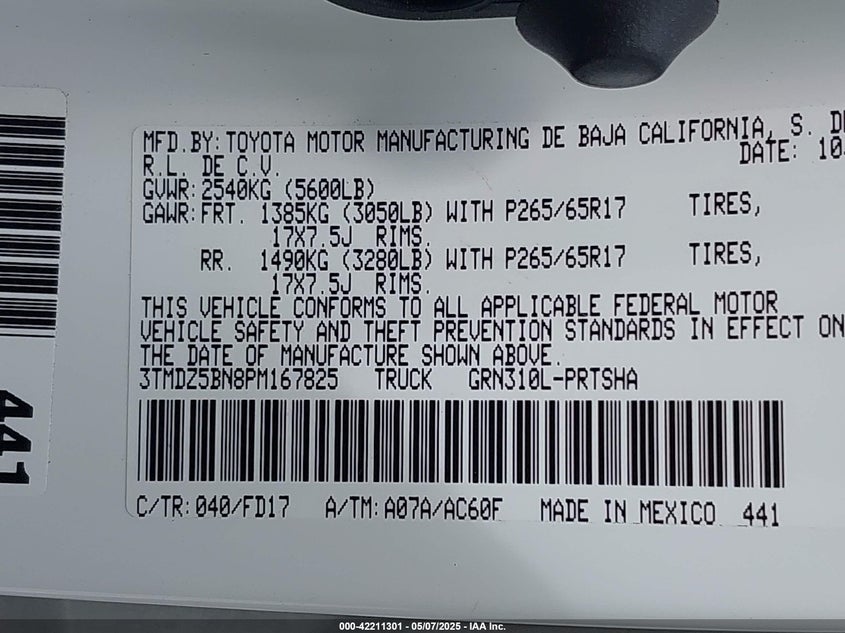 MFD.BY:TOYOTA MOTOR MANUFACTURING DE BAJA CALIFORNIA, S. DE
R.L. DE C.V. DATE: 10
GVWR:2540KG (5600LB)
GAWR:FRT. 1385KG (3050LB) WITH P265/65R17 TIRES,
17X7.5J RIMS.
RR. 1490KG (3280LB) WITH P265/65R17 TIRES,
17X7.5J RIMS.
THIS VEHICLE CONFORMS TO ALL APPLICABLE FEDERAL MOTOR
VEHICLE SAFETY AND THEFT PREVENTION STANDARDS IN EFFECT ON
THE DATE OF MANUFACTURE SHOWN ABOVE.
3TMDZ5BN8PM167825 TRUCK GRN310L-PRTSHA
C/TR:040/FD17 A/TM:A07A/AC60F MADE IN MEXICO 441
441
000-42211301 - 05/07/2025 - IAA Inc.